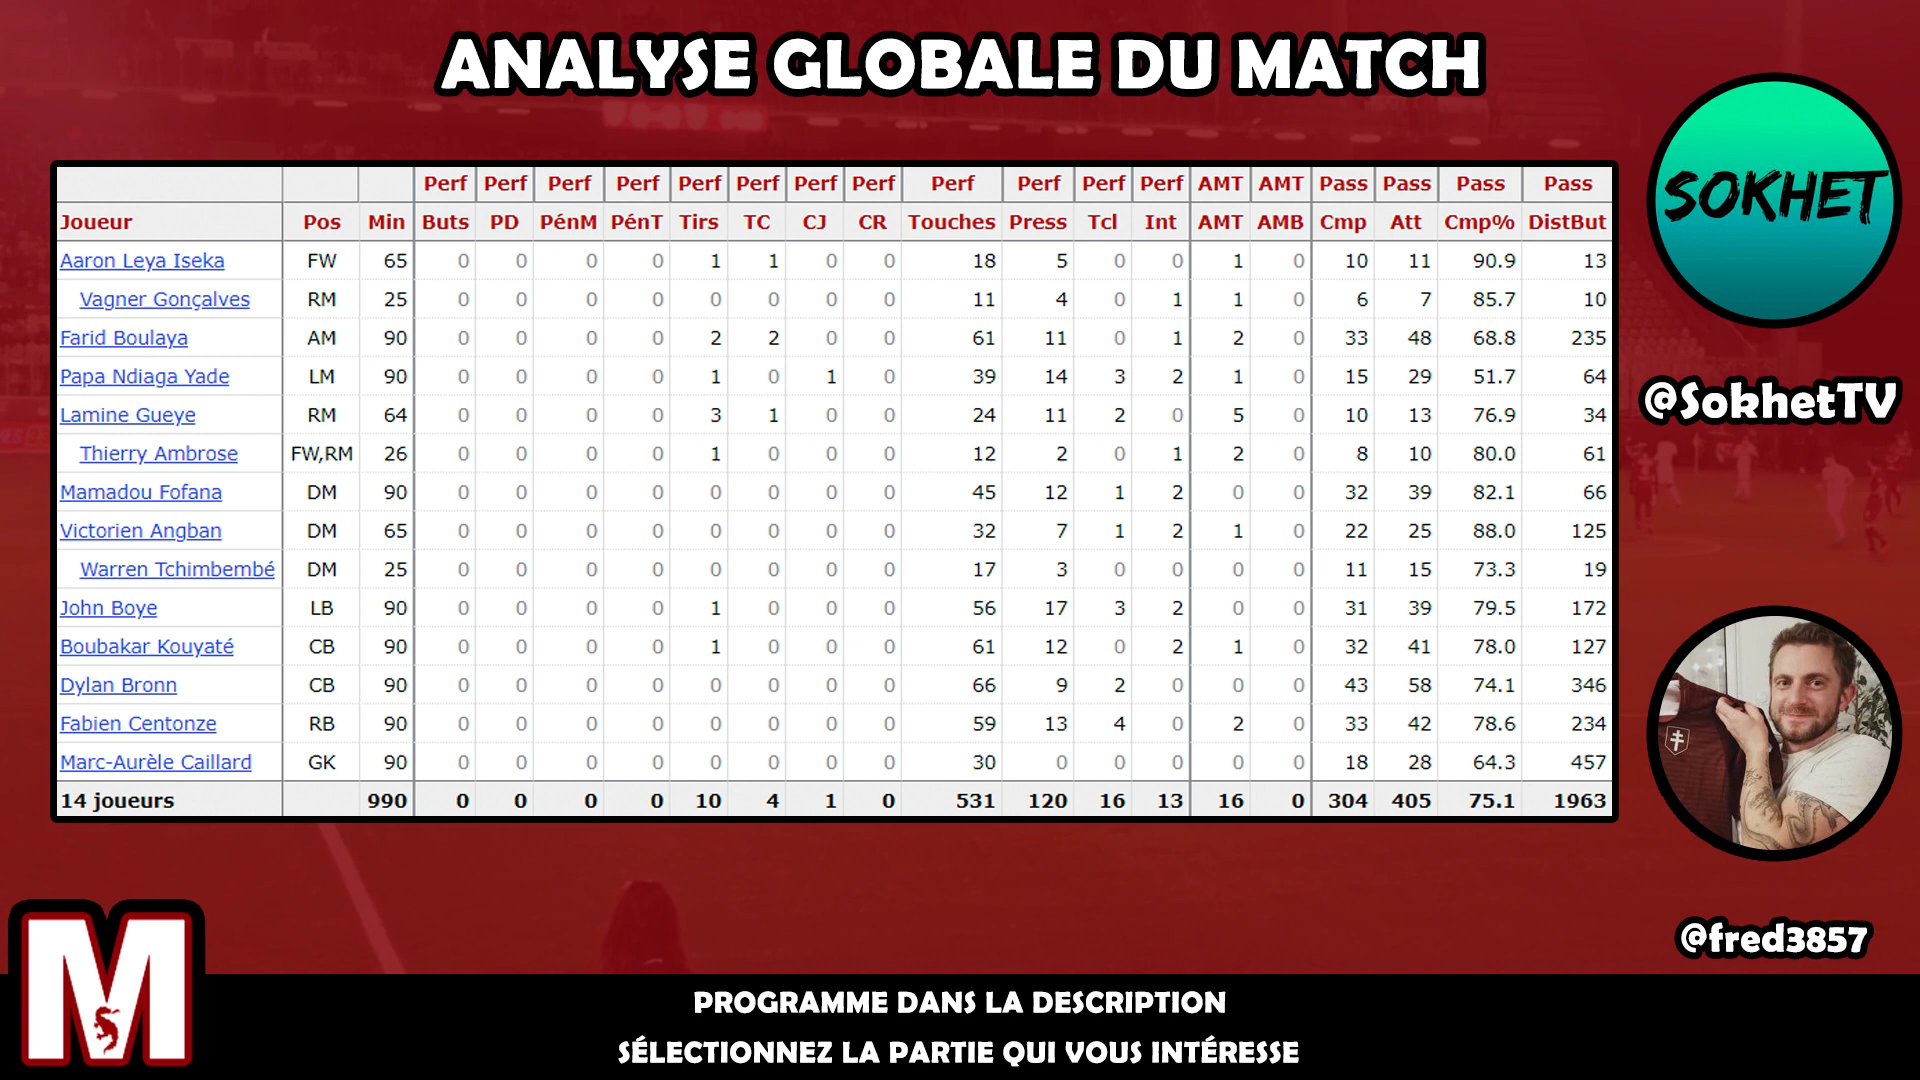 ANALYSE GLOBALE DU MATCH
SOKHET
@SokhetTV
Perf Perf Perf Perf Perf Perf Perf Perf Perf Perf Perf Perf AMT AMT Pass Pass Pass Pass
Joueur Pos Min Buts PD PénM PénT Tirs TC CJ CR Touches Press Tcl Int AMT AMB Cmp Att Cmp% DistBut
Aaron Leya Iseka FW 65 0 0 0 0 1 1 0 0 18 5 0 0 1 0 10 11 90.9 13
Vagner Gonçalves RM 25 0 0 0 0 0 0 0 0 11 4 0 1 1 0 6 7 85.7 10
Farid Boulaya AM 90 0 0 0 0 2 2 0 0 61 11 0 1 2 0 33 48 68.8 235
Papa Ndiaga Yade LM 90 0 0 0 0 1 0 1 0 39 14 3 2 1 0 15 29 51.7 64
Lamine Gueye RM 64 0 0 0 0 3 1 0 0 24 11 2 0 5 0 10 13 76.9 34
Thierry Ambrose FW,RM 26 0 0 0 0 1 0 0 0 12 2 0 1 2 0 8 10 80.0 61
Mamadou Fofana DM 90 0 0 0 0 0 0 0 0 45 12 1 2 0 0 32 39 82.1 66
Victorien Angban DM 65 0 0 0 0 0 0 0 0 32 7 1 2 1 0 22 25 88.0 125
Warren Tchimbembé DM 25 0 0 0 0 0 0 0 0 17 3 0 0 0 0 11 15 73.3 19
John Boye LB 90 0 0 0 0 1 0 0 0 56 17 3 2 0 0 31 39 79.5 172
Boubakar Kouyaté CB 90 0 0 0 0 1 0 0 0 61 12 0 2 1 0 32 41 78.0 127
Dylan Bronn CB 90 0 0 0 0 0 0 0 0 66 9 2 0 0 0 43 58 74.1 346
Fabien Centonze RB 90 0 0 0 0 0 0 0 0 59 13 4 0 2 0 33 42 78.6 234
Marc-Aurèle Caillard GK 90 0 0 0 0 0 0 0 0 30 0 0 0 0 0 18 28 64.3 457
14 joueurs 990 0 0 0 0 10 4 1 0 531 120 16 13 16 0 304 405 75.1 1963
@fred3857
M
PROGRAMME DANS LA DESCRIPTION
SÉLECTIONNEZ LA PARTIE QUI VOUS INTÉRESSE